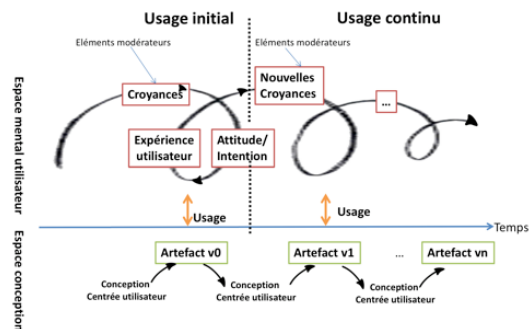 Usage initial
Usage continu
Eléments modérateurs
Eléments modérateurs
Espace mental utilisateur
Croyances
Nouvelles
Croyances
...
Expérience
utilisateur
Attitude/
Intention
Usage
Usage
Temps
Espace conception
Artefact v0
Artefact v1
...
Artefact vn
Conception
Centrée utilisateur
Conception
Centrée utilisateur
Conception
Centrée utilisateur